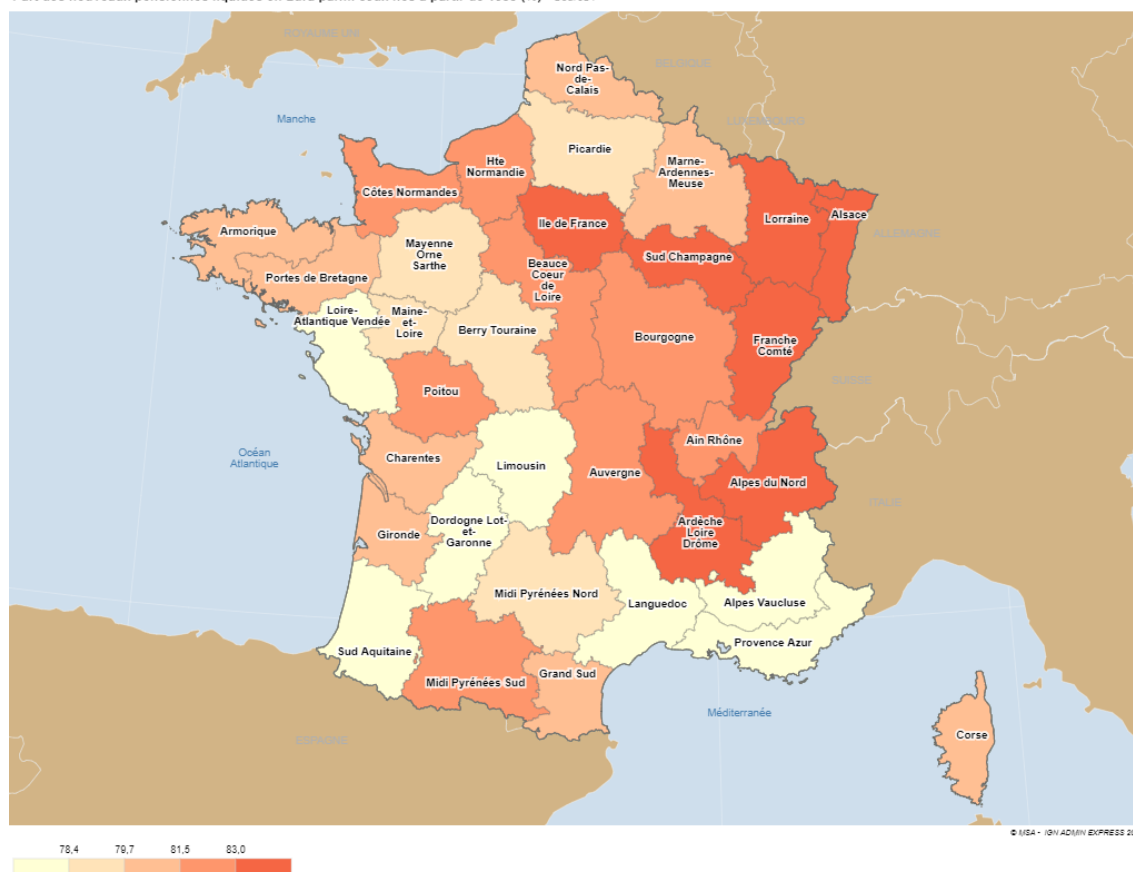 ROYAUME UNI
BELGIQUE
LUXEMBOURG
ALLEMAGNE
SUISSE
ITALIE
ESPAGNE
Manche
Océan
Atlantique
Méditerranée
Nord Pas-
de-
Calais
Picardie
Hte
Normandie
Marne-
Ardennes-
Meuse
Côtes Normandes
Ile de France
Lorraine
Alsace
Armorique
Mayenne
Orne
Sarthe
Sud Champagne
Beauce
Coeur
de
Loire
Portes de Bretagne
Loire-
Atlantique Vendée
Maine-
et-
Loire
Berry Touraine
Bourgogne
Franche
Comté
Poitou
Ain Rhône
Charentes
Limousin
Auvergne
Alpes du Nord
Dordogne Lot-
et-
Garonne
Ardèche
Loire
Drôme
Gironde
Midi Pyrénées Nord
Languedoc
Alpes Vaucluse
Provence Azur
Sud Aquitaine
Midi Pyrénées Sud
Grand Sud
Corse
© MSA - IGN ADMIN EXPRESS
78,4 79,7 81,5 83,0